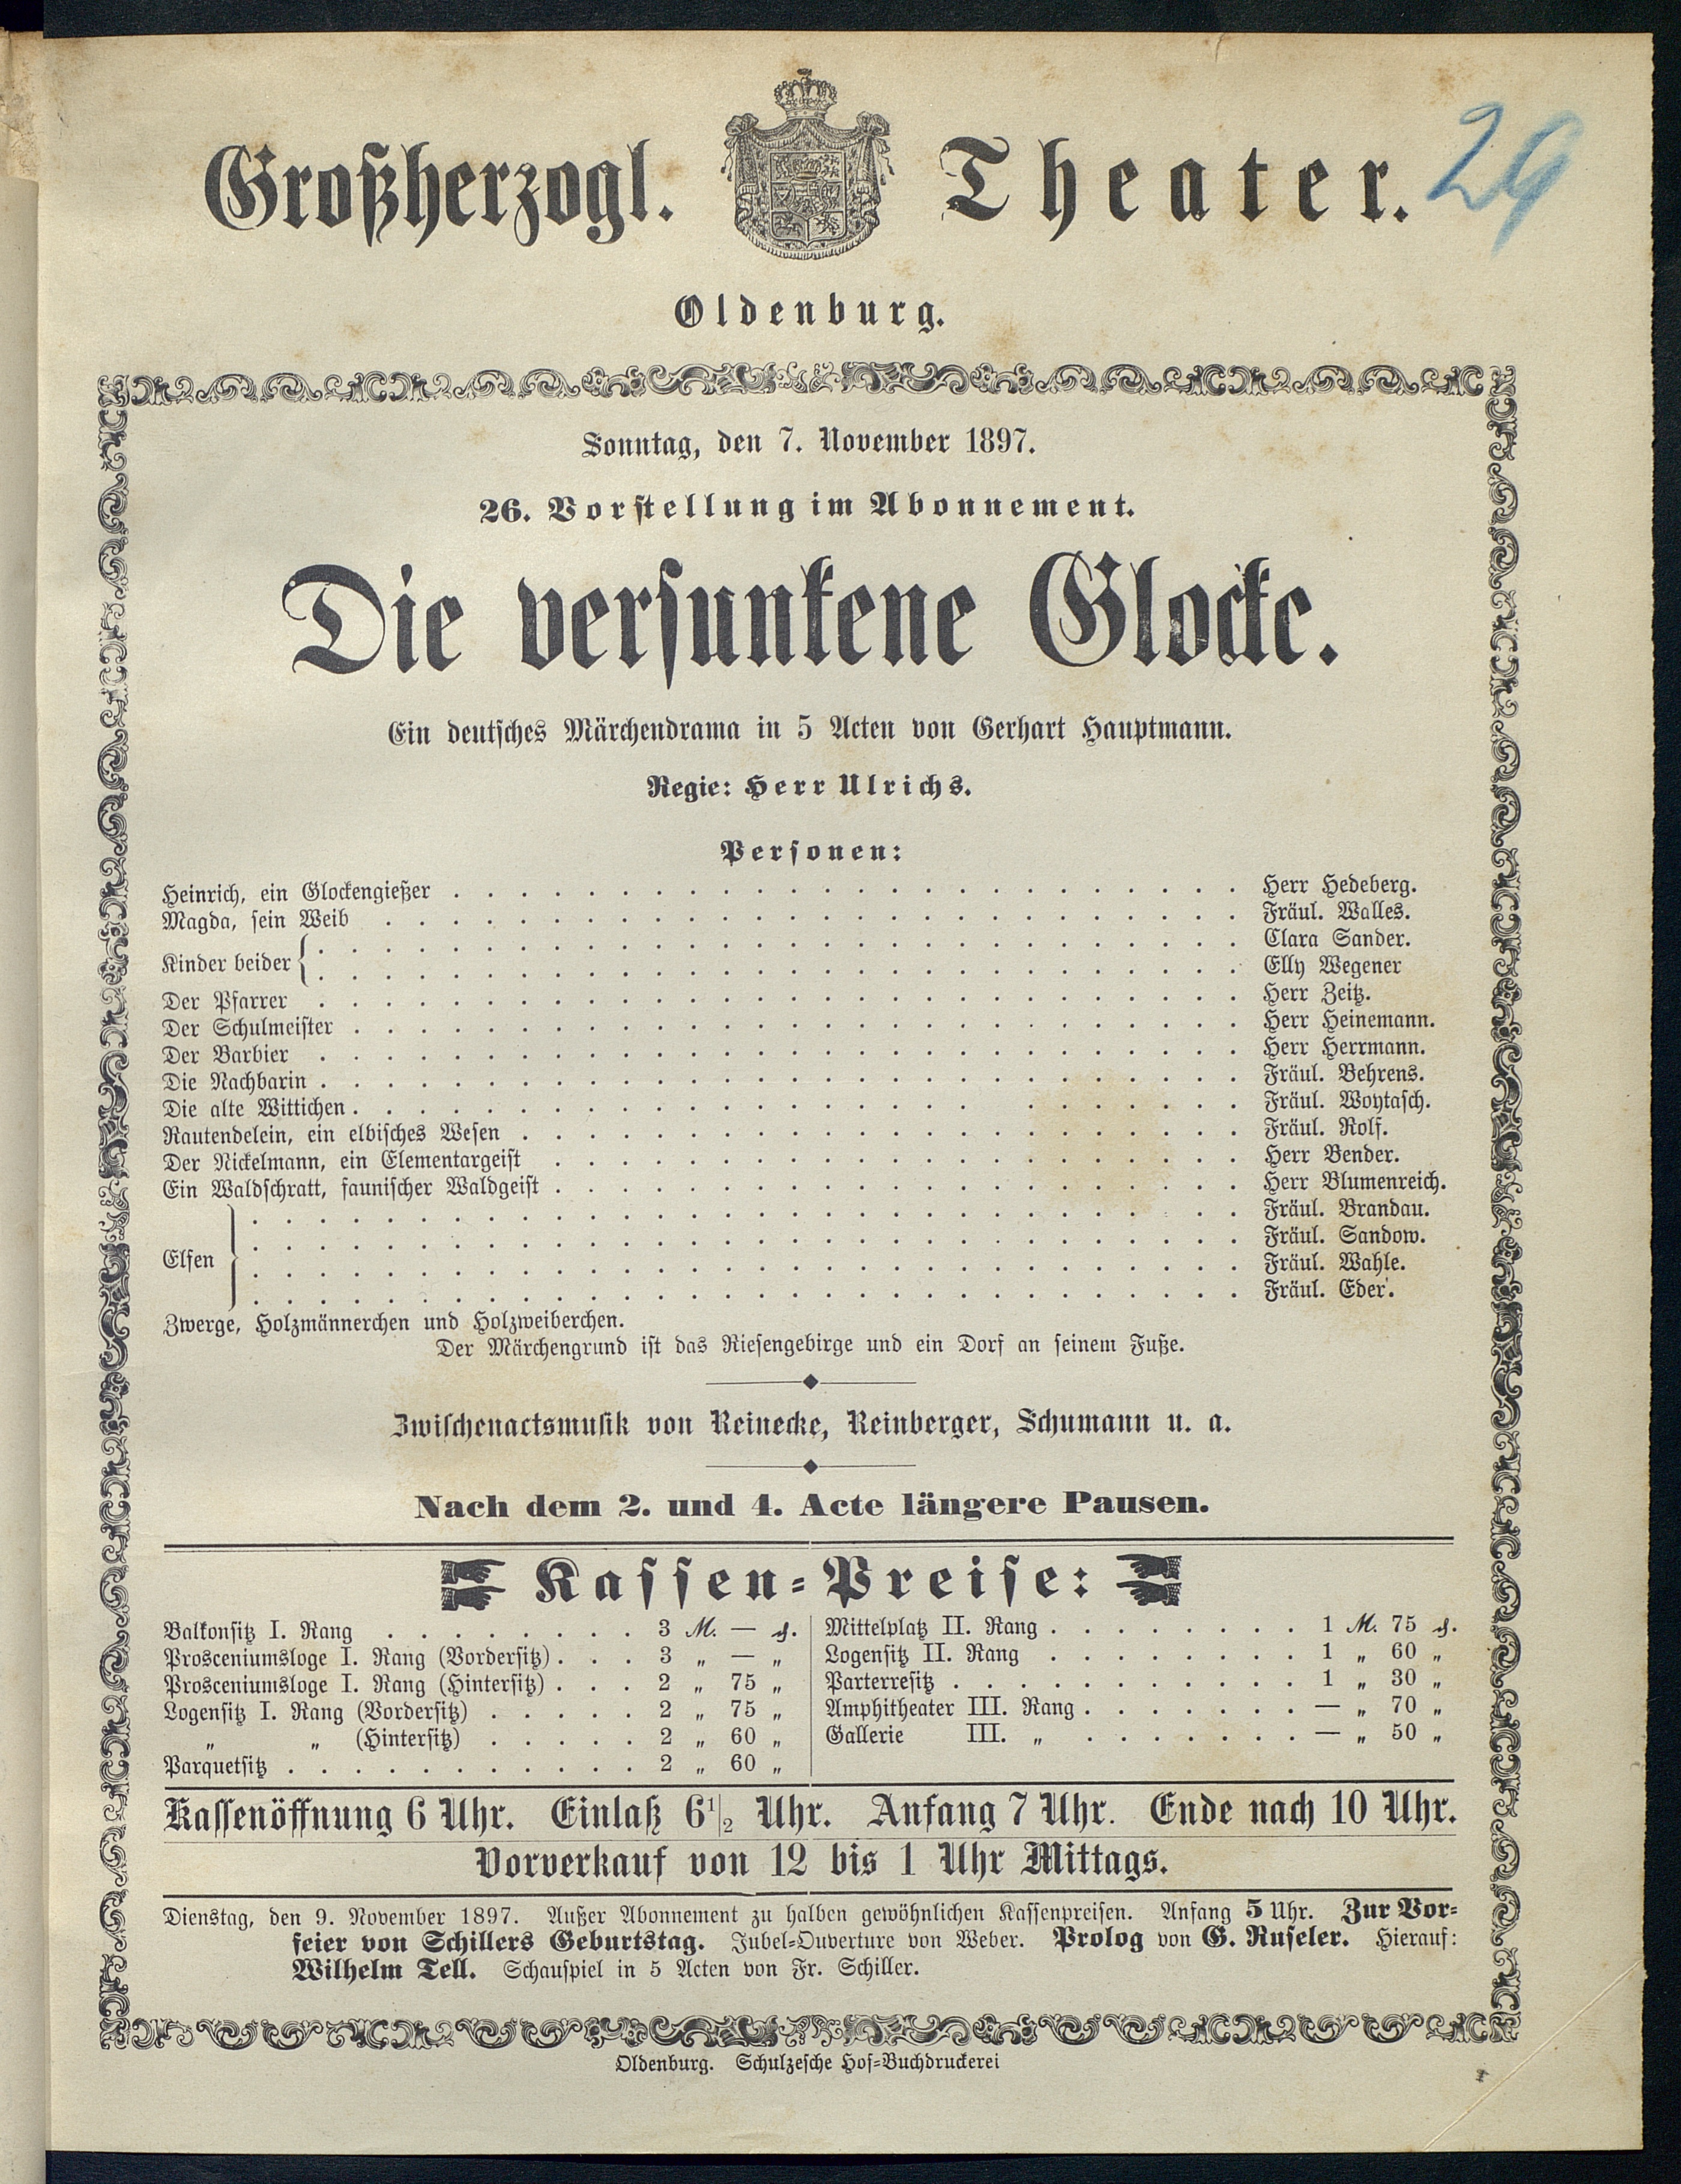 Großherzogl. Theater.
29
Oldenburg.
Sonntag, den 7. November 1897.
26. Vorstellung im Abonnement.
Die versunkene Glocke.
Ein deutsches Märchendrama in 5 Acten von Gerhart Hauptmann.
Regie: Herr Ulrichs.
Personen:
Heinrich, ein Glockengießer . . . Herr Hedeberg.
Magda, sein Weib . . . Fräul. Walles.
Kinder beider { . . . Clara Sander.
. . . Elly Wegener
Der Pfarrer . . . Herr Zeitz.
Der Schulmeister . . . Herr Heinemann.
Der Barbier . . . Herr Herrmann.
Die Nachbarin . . . Fräul. Behrens.
Die alte Wittichen . . . Fräul. Woytasch.
Rautendelein, ein elbisches Wesen . . . Fräul. Rolf.
Der Nickelmann, ein Elementargeist . . . Herr Bender.
Ein Waldschratt, faunischer Waldgeist . . . Herr Blumenreich.
Elfen } . . . Fräul. Brandau.
. . . Fräul. Sandow.
. . . Fräul. Wahle.
. . . Fräul. Eder.
Zwerge, Holzmännerchen und Holzweiberchen.
Der Märchengrund ist das Riesengebirge und ein Dorf an seinem Fuße.
Zwischenactsmusik von Reinecke, Reinberger, Schumann u. a.
Nach dem 2. und 4. Acte längere Pausen.
Kassen-Preise:
Balkonsitz I. Rang . . . 3 M. — ₰.
Prosceniumsloge I. Rang (Vordersitz) . . . 3 „ — „
Prosceniumsloge I. Rang (Hintersitz) . . . 2 „ 75 „
Logensitz I. Rang (Vordersitz) . . . 2 „ 75 „
„ „ (Hintersitz) . . . 2 „ 60 „
Parquetsitz . . . 2 „ 60 „
Mittelplatz II. Rang . . . 1 M. 75 ₰.
Logensitz II. Rang . . . 1 „ 60 „
Parterresitz . . . 1 „ 30 „
Amphitheater III. Rang . . . — „ 70 „
Gallerie III. „ . . . — „ 50 „
Kassenöffnung 6 Uhr. Einlaß 6 1/2 Uhr. Anfang 7 Uhr. Ende nach 10 Uhr.
Vorverkauf von 12 bis 1 Uhr Mittags.
Dienstag, den 9. November 1897. Außer Abonnement zu halben gewöhnlichen Kassenpreisen. Anfang 5 Uhr. Zur Vor-
feier von Schillers Geburtstag. Jubel-Ouverture von Weber. Prolog von G. Ruseler. Hierauf:
Wilhelm Tell. Schauspiel in 5 Acten von Fr. Schiller.
Oldenburg. Schulzesche Hof-Buchdruckerei